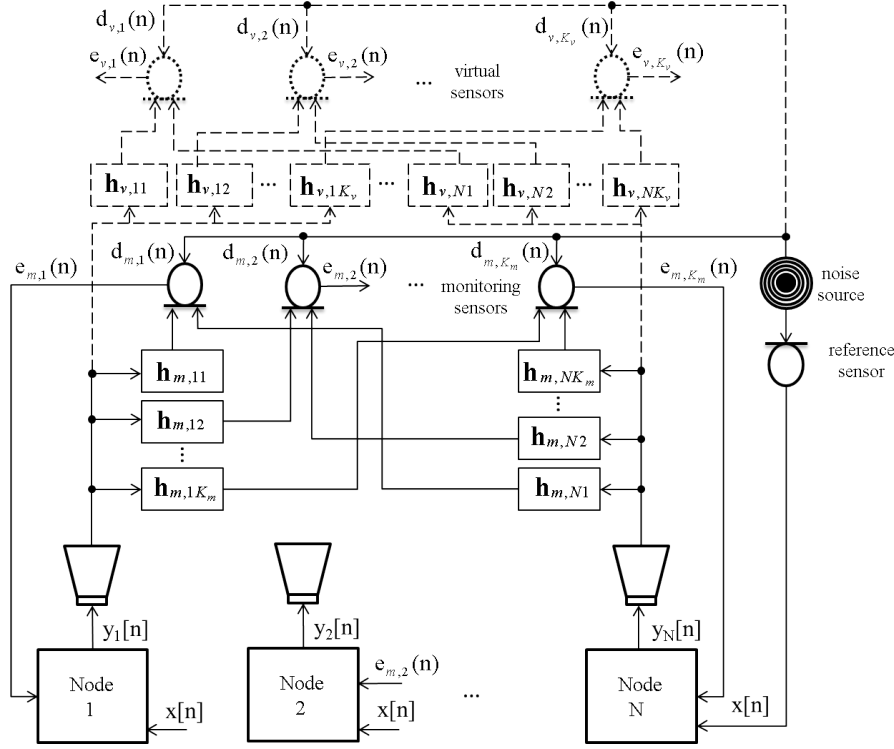 d_{v,1}(n)
d_{v,2}(n)
d_{v,K_v}(n)
e_{v,1}(n)
e_{v,2}(n)
e_{v,K_v}(n)
... virtual
sensors
h_{v,11}
h_{v,12}
...
h_{v,1K_v}
...
h_{v,N1}
h_{v,N2}
...
h_{v,NK_v}
d_{m,1}(n)
d_{m,2}(n)
d_{m,K_m}(n)
e_{m,1}(n)
e_{m,2}(n)
e_{m,K_m}(n)
... monitoring
sensors
noise
source
reference
sensor
h_{m,11}
h_{m,NK_m}
h_{m,12}
...
h_{m,N2}
...
h_{m,1K_m}
h_{m,N1}
y_1[n]
y_2[n]
y_N[n]
Node
1
x[n]
Node
2
e_{m,2}(n)
x[n]
...
Node
N
x[n]